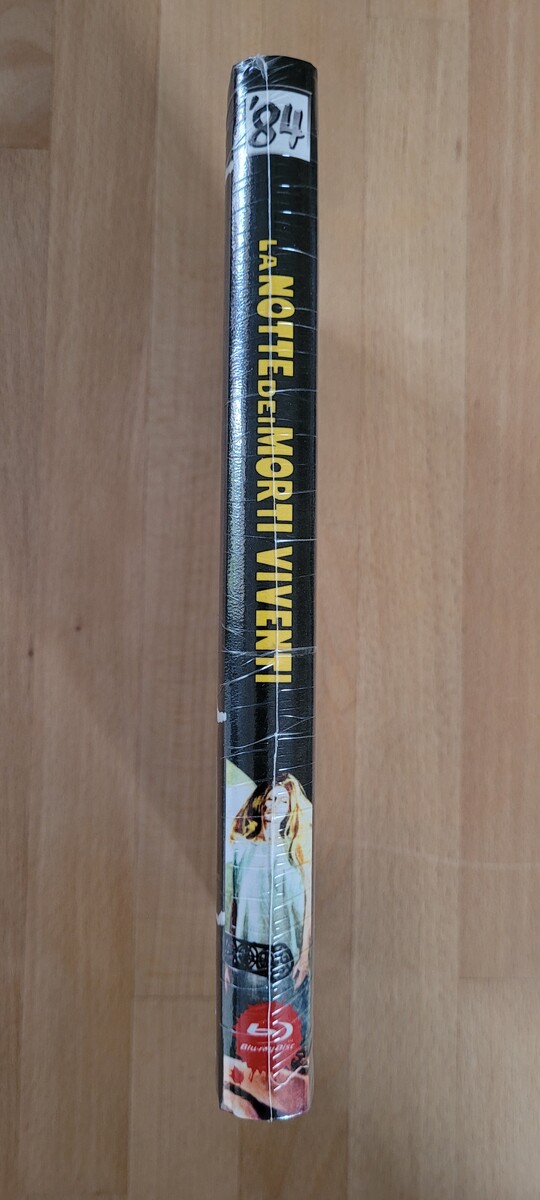 '84
LA NOTTE DEI MORTI VIVENTI
Blu-ray Disc